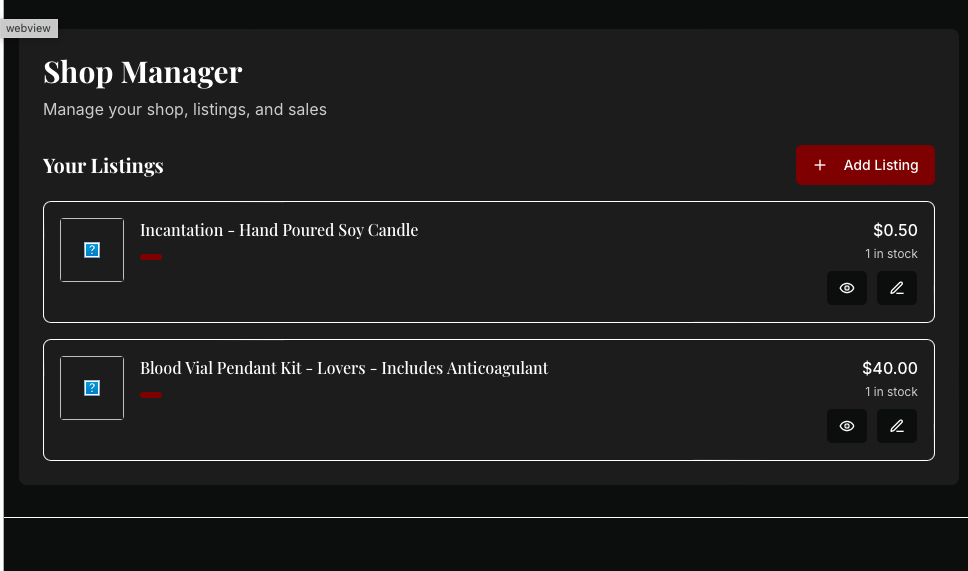 webview
Shop Manager
Manage your shop, listings, and sales
Your Listings
+ Add Listing
Incantation - Hand Poured Soy Candle
$0.50
1 in stock
?
Blood Vial Pendant Kit - Lovers - Includes Anticoagulant
$40.00
1 in stock
?